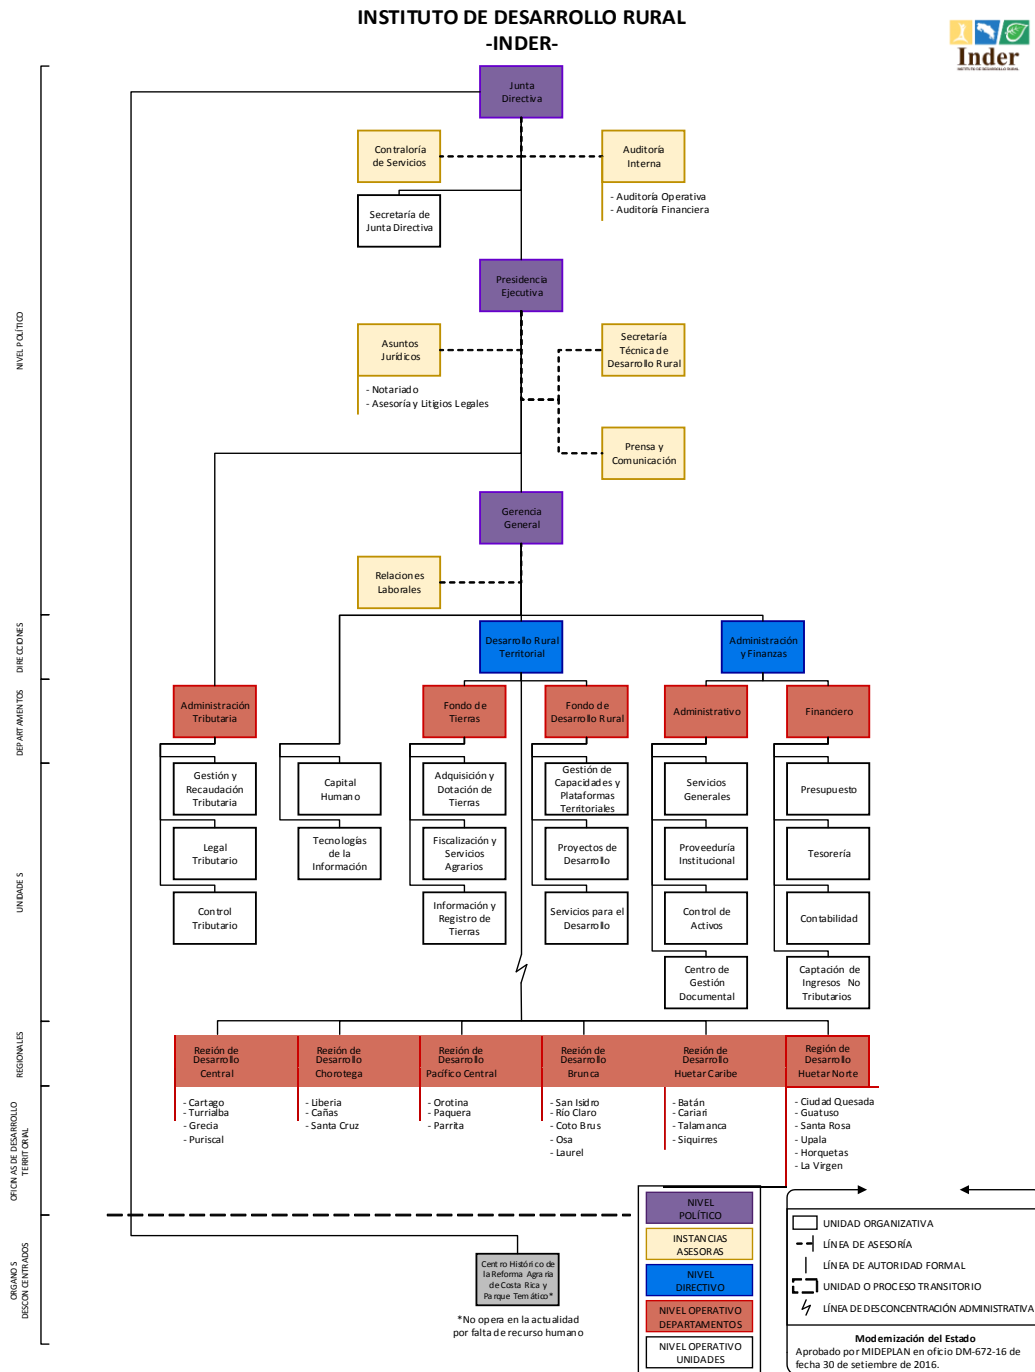 INSTITUTO DE DESARROLLO RURAL
-INDER-
Inder
INSTITUTO DE DESARROLLO RURAL
NIVEL POLÍTICO
Junta
Directiva
Contraloría
de Servicios
Auditoría
Interna
- Auditoría Operativa
- Auditoría Financiera
Secretaría de
Junta Directiva
Presidencia
Ejecutiva
Asuntos
Jurídicos
- Notariado
- Asesoría y Litigios Legales
Secretaría
Técnica de
Desarrollo Rural
Prensa y
Comunicación
Gerencia
General
Relaciones
Laborales
DIRECCIONES
Desarrollo Rural
Territorial
Administración
y Finanzas
DEPARTAMENTOS
Administración
Tributaria
Fondo de
Tierras
Fondo de
Desarrollo Rural
Administrativo
Financiero
UNIDADES
Gestión y
Recaudación
Tributaria
Capital
Humano
Adquisición y
Dotación de
Tierras
Gestión de
Capacidades y
Plataformas
Territoriales
Servicios
Generales
Presupuesto
Legal
Tributario
Tecnologías
de la
Información
Fiscalización y
Servicios
Agrarios
Proyectos de
Desarrollo
Proveeduría
Institucional
Tesorería
Control
Tributario
Información y
Registro de
Tierras
Servicios para el
Desarrollo
Control de
Activos
Contabilidad
Centro de
Gestión
Documental
Captación de
Ingresos No
Tributarios
REGIONALES
Región de
Desarrollo
Central
Región de
Desarrollo
Chorotega
Región de
Desarrollo
Pacífico Central
Región de
Desarrollo
Brunca
Región de
Desarrollo
Huetar Caribe
Región de
Desarrollo
Huetar Norte
OFICINAS DE DESARROLLO
TERRITORIAL
- Cartago
- Turrialba
- Grecia
- Puriscal
- Liberia
- Cañas
- Santa Cruz
- Orotina
- Paquera
- Parrita
- San Isidro
- Río Claro
- Coto Brus
- Osa
- Laurel
- Batán
- Cariari
- Talamanca
- Siquirres
- Ciudad Quesada
- Guatuso
- Santa Rosa
- Upala
- Horquetas
- La Virgen
ORGANOS
DESCONCENTRADOS
Centro Histórico de
la Reforma Agraria
de Costa Rica y
Parque Temático*
*No opera en la actualidad
por falta de recurso humano
NIVEL
POLÍTICO
INSTANCIAS
ASESORAS
NIVEL
DIRECTIVO
NIVEL OPERATIVO
DEPARTAMENTOS
NIVEL OPERATIVO
UNIDADES
UNIDAD ORGANIZATIVA
LÍNEA DE ASESORÍA
LÍNEA DE AUTORIDAD FORMAL
UNIDAD O PROCESO TRANSITORIO
LÍNEA DE DESCONCENTRACIÓN ADMINISTRATIVA
Modernización del Estado
Aprobado por MIDEPLAN en oficio DM-672-16 de
fecha 30 de setiembre de 2016.